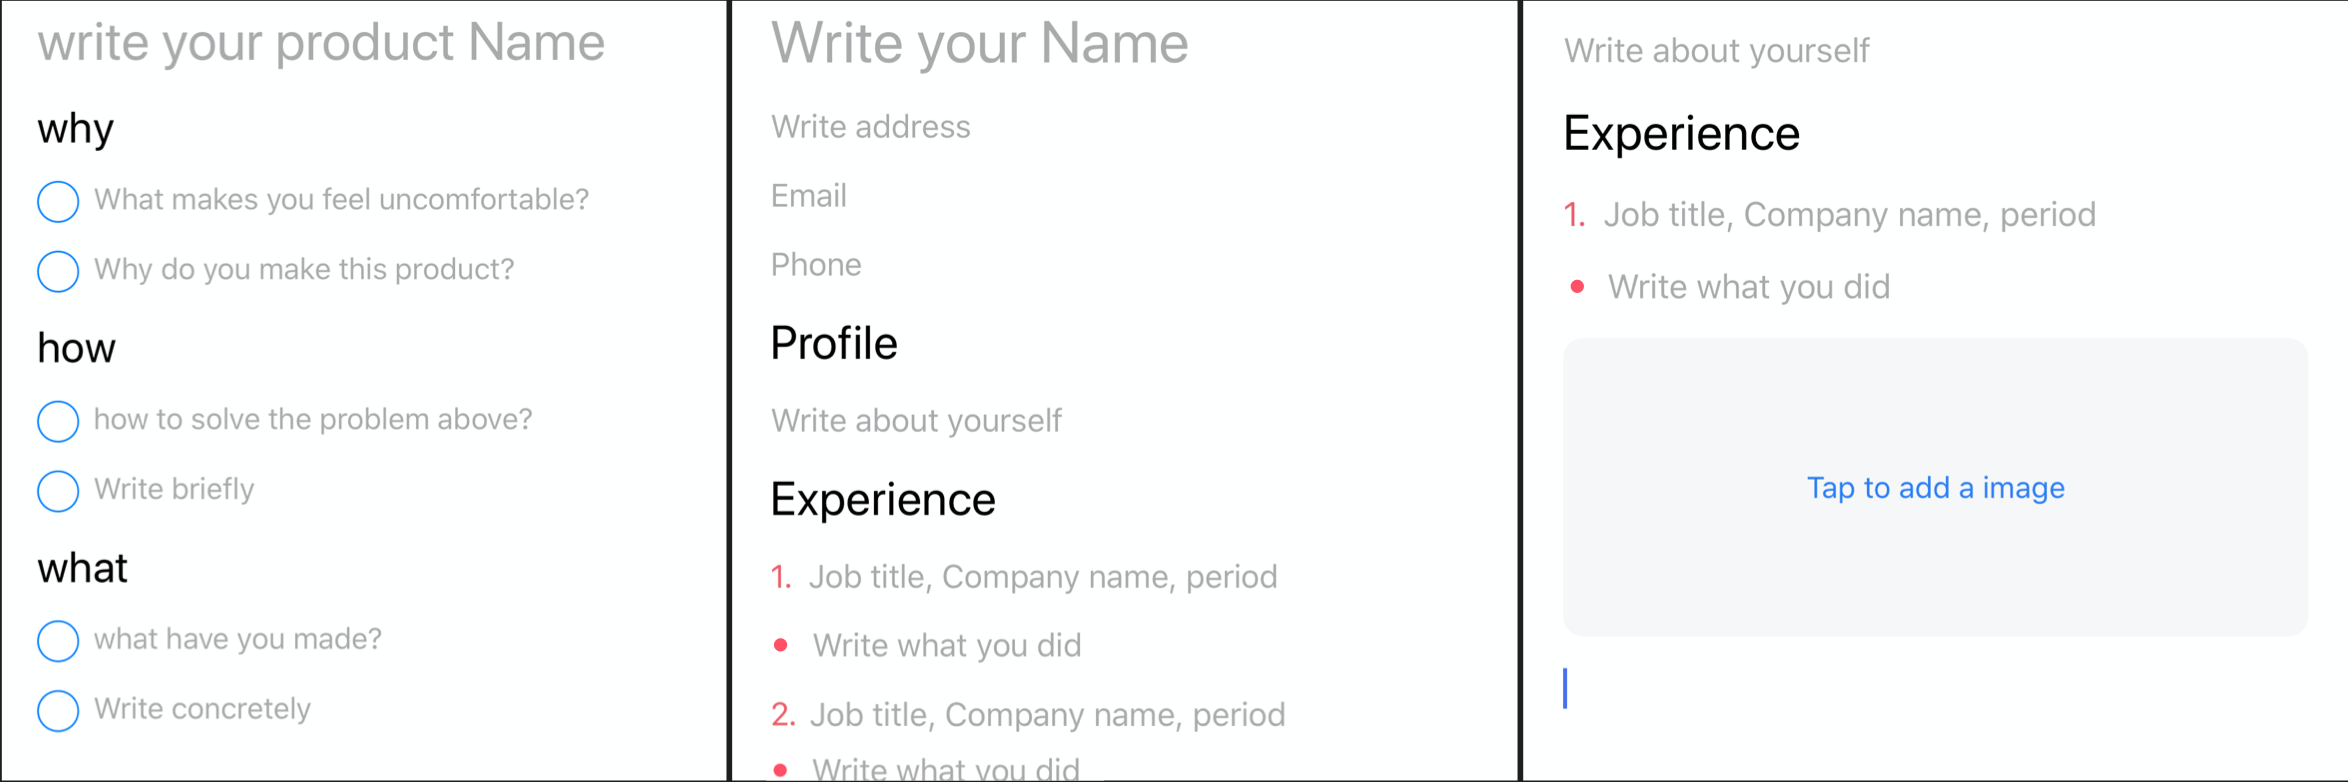 write your product Name
why
What makes you feel uncomfortable?
Why do you make this product?
how
how to solve the problem above?
Write briefly
what
what have you made?
Write concretely
Write your Name
Write address
Email
Phone
Profile
Write about yourself
Experience
1. Job title, Company name, period
• Write what you did
2. Job title, Company name, period
• Write what you did
Write about yourself
Experience
1. Job title, Company name, period
• Write what you did
Tap to add a image